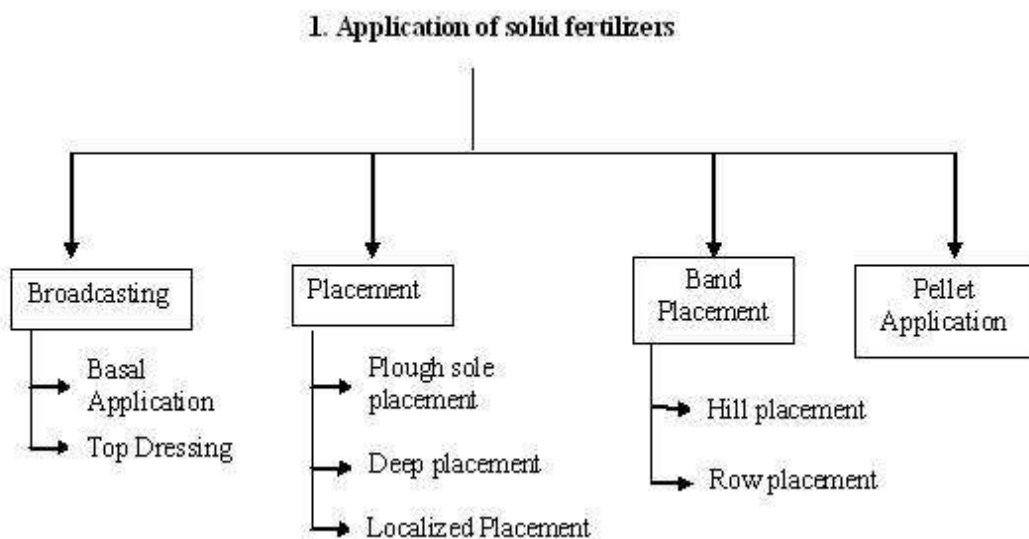 1. Application of solid fertilizers
Broadcasting
Basal
Application
Top Dressing
Placement
Plough sole
placement
Deep placement
Localized Placement
Band
Placement
Hill placement
Row placement
Pellet
Application